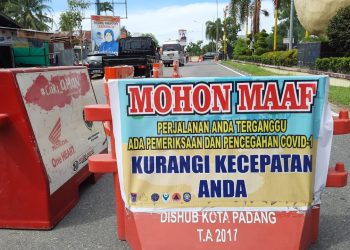 MOHON MAAF
PERJALANAN ANDA TERGANGGU
ADA PEMERIKSAAN DAN PENCEGAHAN COVID-19
KURANGI KECEPATAN
ANDA
DISHUB KOTA PADANG
T.A 2017
HONDA
One HEART